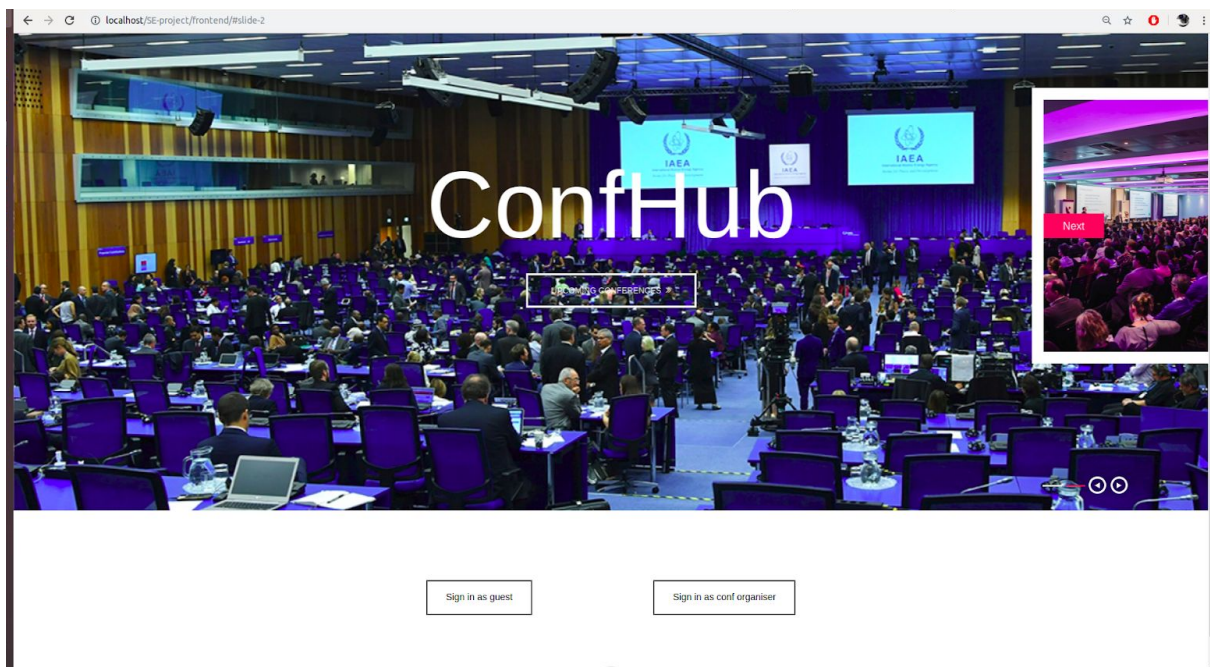 localhost/SE-project/frontend/#slide-2
IAEA
IAEA
IAEA
ConfHub
Next
UPCOMING CONFERENCES »
Sign in as guest
Sign in as conf organiser